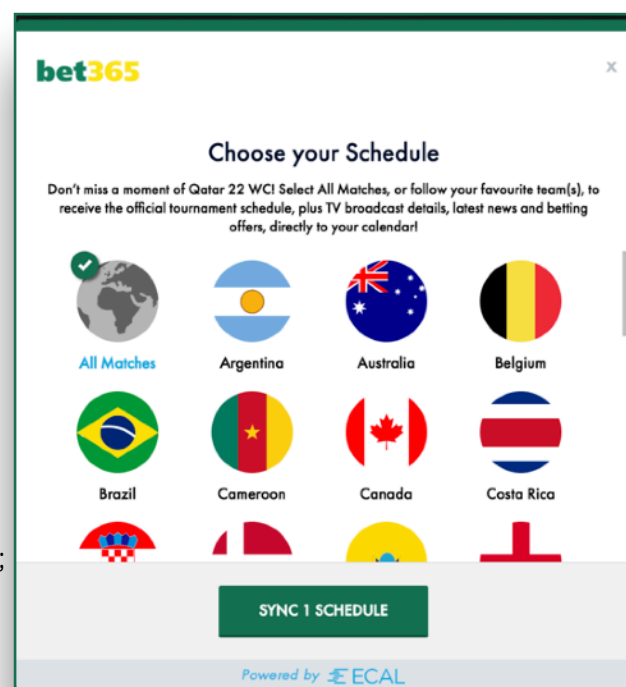 bet365
x
Choose your Schedule
Don't miss a moment of Qatar 22 WC! Select All Matches, or follow your favourite team(s), to
receive the official tournament schedule, plus TV broadcast details, latest news and betting
offers, directly to your calendar!
All Matches Argentina Australia Belgium
Brazil Cameroon Canada Costa Rica
;
SYNC 1 SCHEDULE
Powered by ECAL